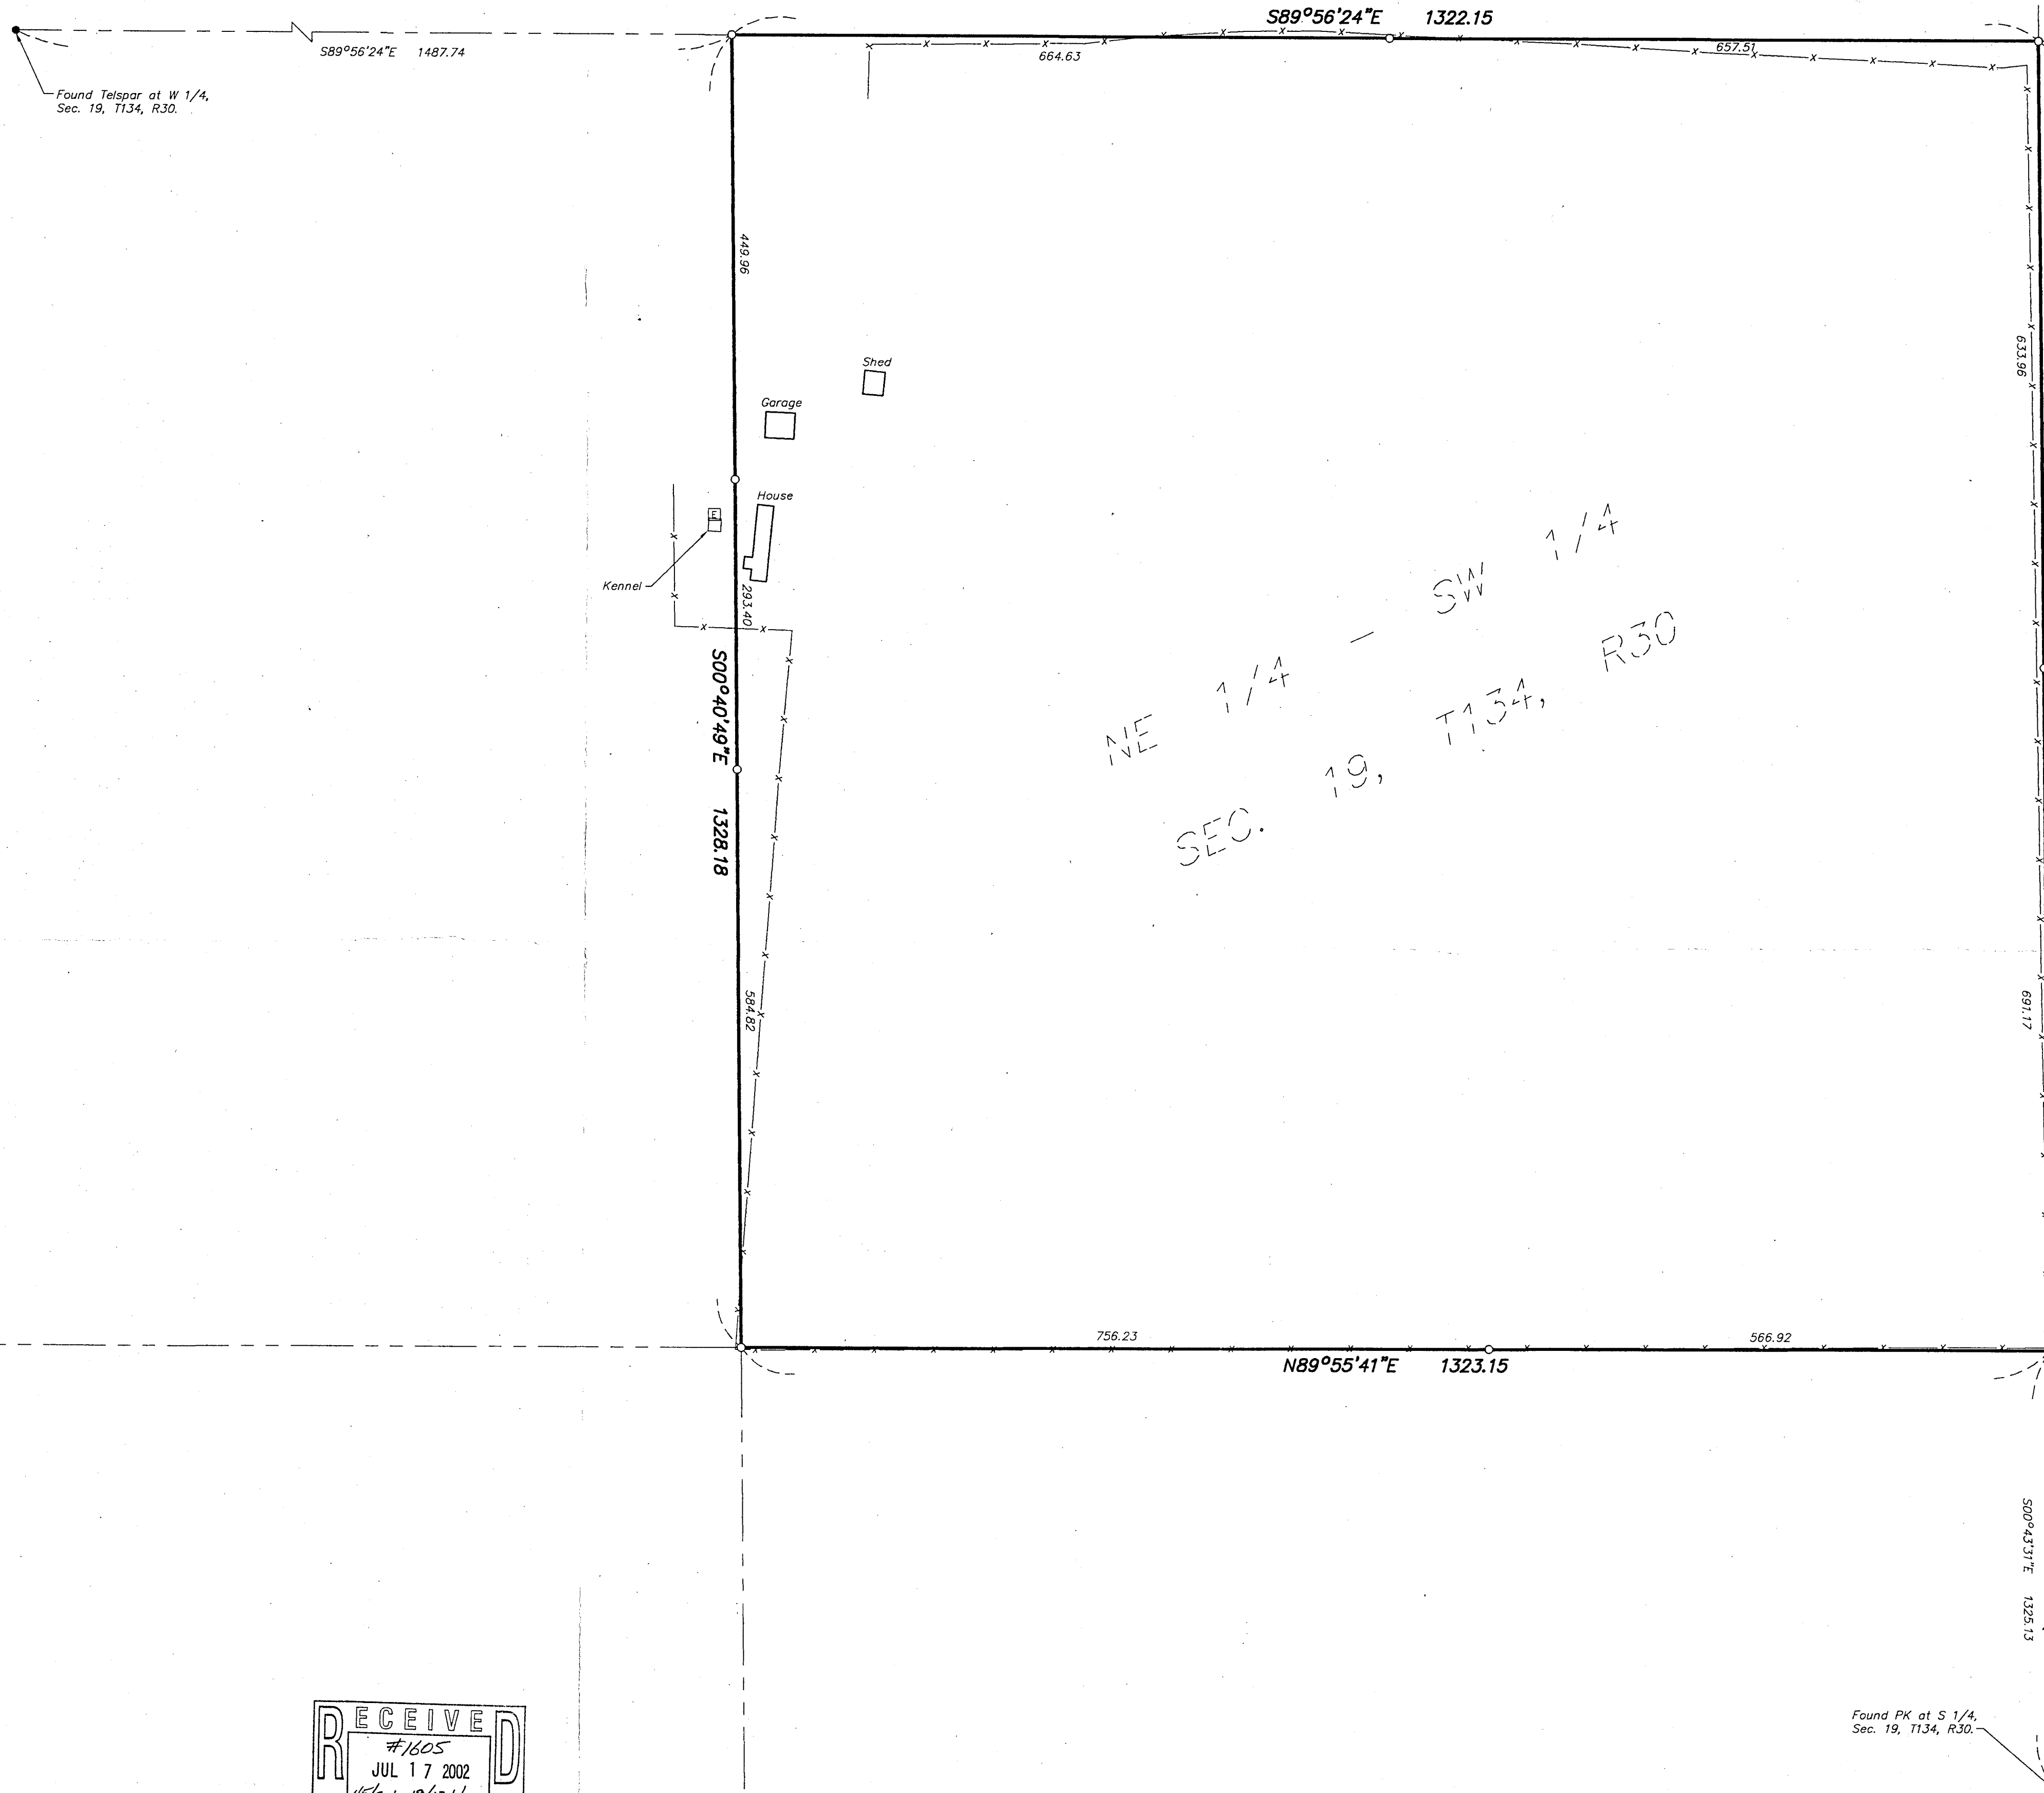 S89°56'24"E 1322.15
S89°56'24"E 1487.74
664.63
657.51
Found Telspar at W 1/4,
Sec. 19, T134, R30.
449.96
633.96
Shed
Garage
House
E
Kennel
293.40
S00°40'49"E 1328.18
NE 1/4 - SW 1/4
SEC. 19, T134, R30
584.82
691.17
756.23
566.92
N89°55'41"E 1323.15
S00°43'31"E 1325.13
Found PK at S 1/4,
Sec. 19, T134, R30.
RECEIVED
#1605
JUL 17 2002